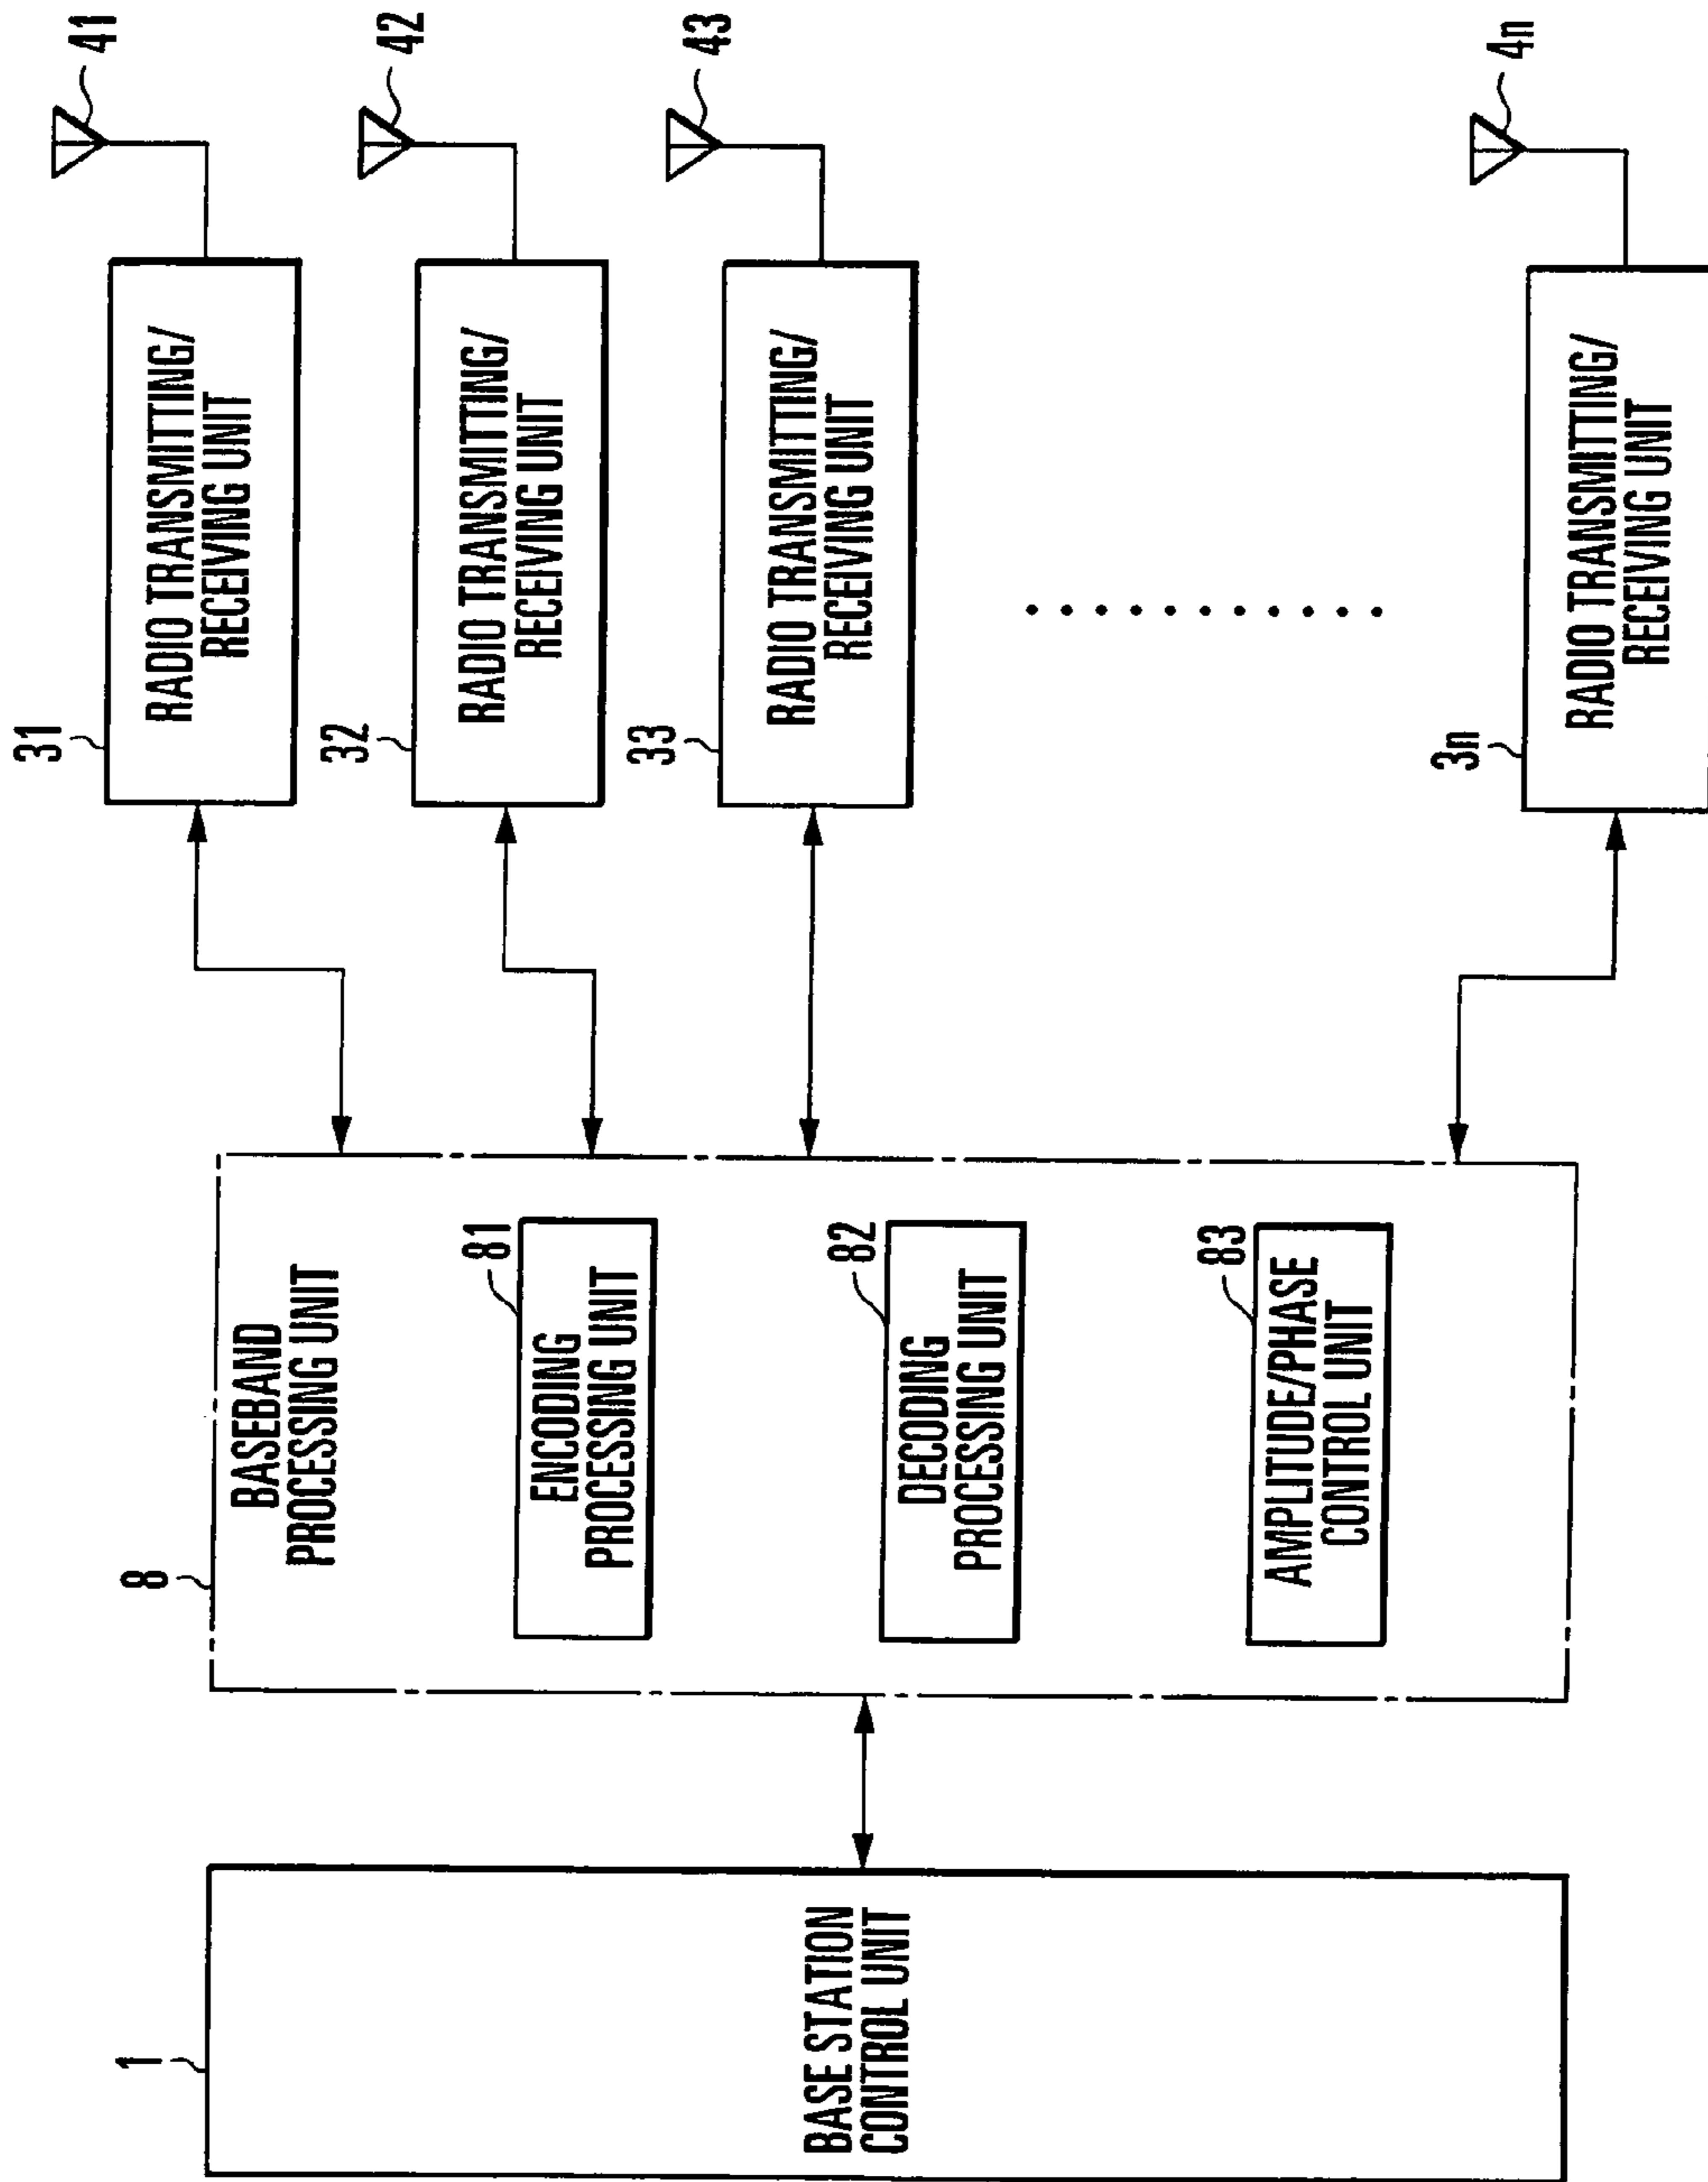 1
BASE STATION
CONTROL UNIT
8
BASEBAND
PROCESSING UNIT
81
ENCODING
PROCESSING UNIT
82
DECODING
PROCESSING UNIT
83
AMPLITUDE/PHASE
CONTROL UNIT
31
RADIO TRANSMITTING/
RECEIVING UNIT
41
32
RADIO TRANSMITTING/
RECEIVING UNIT
42
33
RADIO TRANSMITTING/
RECEIVING UNIT
43
3n
RADIO TRANSMITTING/
RECEIVING UNIT
4n